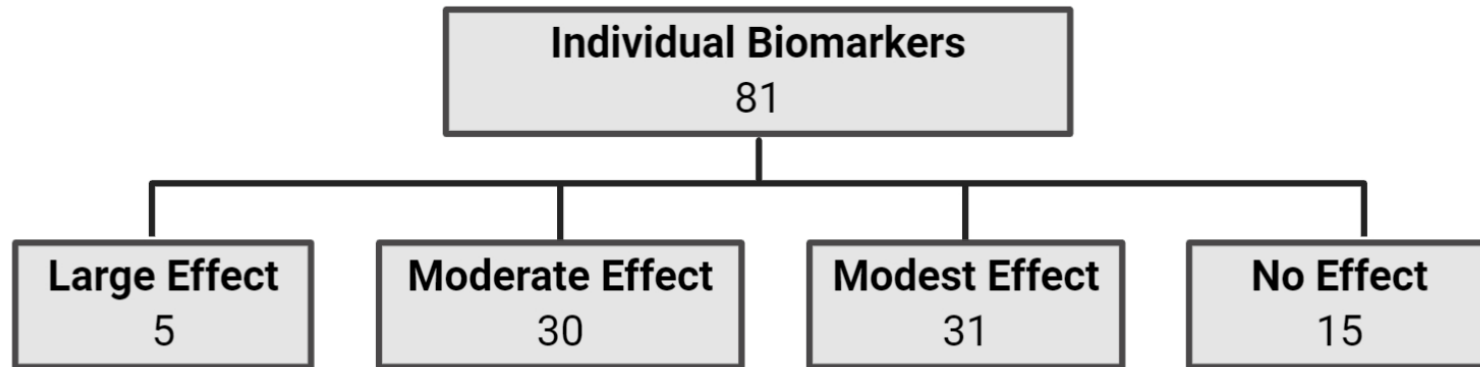 Individual Biomarkers
81
Large Effect
5
Moderate Effect
30
Modest Effect
31
No Effect
15